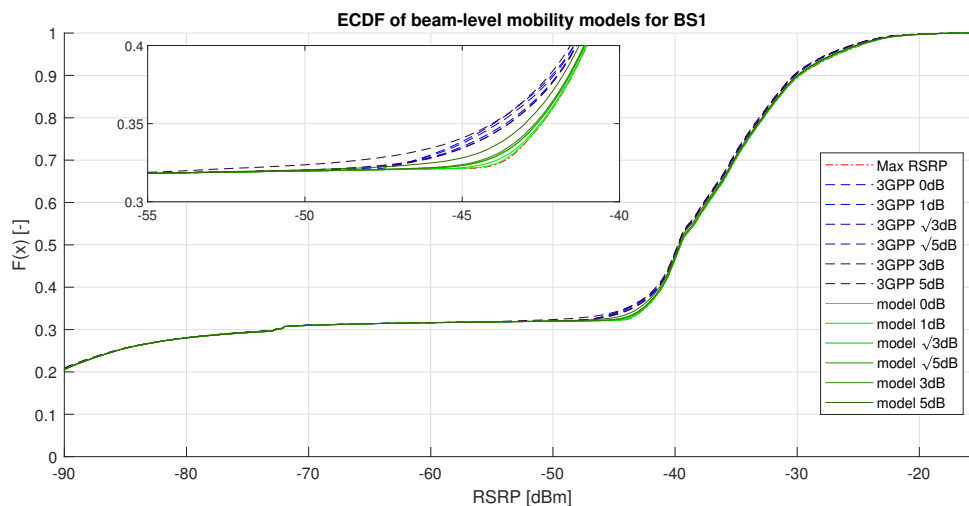 ECDF of beam-level mobility models for BS1
F(x) [-]
1
0.9
0.8
0.7
0.6
0.5
0.4
0.3
0.2
0.1
0
0.4
0.35
0.3
-55
-50
-45
-40
Max RSRP
3GPP 0dB
3GPP 1dB
3GPP √3dB
3GPP √5dB
3GPP 3dB
3GPP 5dB
model 0dB
model 1dB
model √3dB
model √5dB
model 3dB
model 5dB
-90
-80
-70
-60
-50
-40
-30
-20
RSRP [dBm]